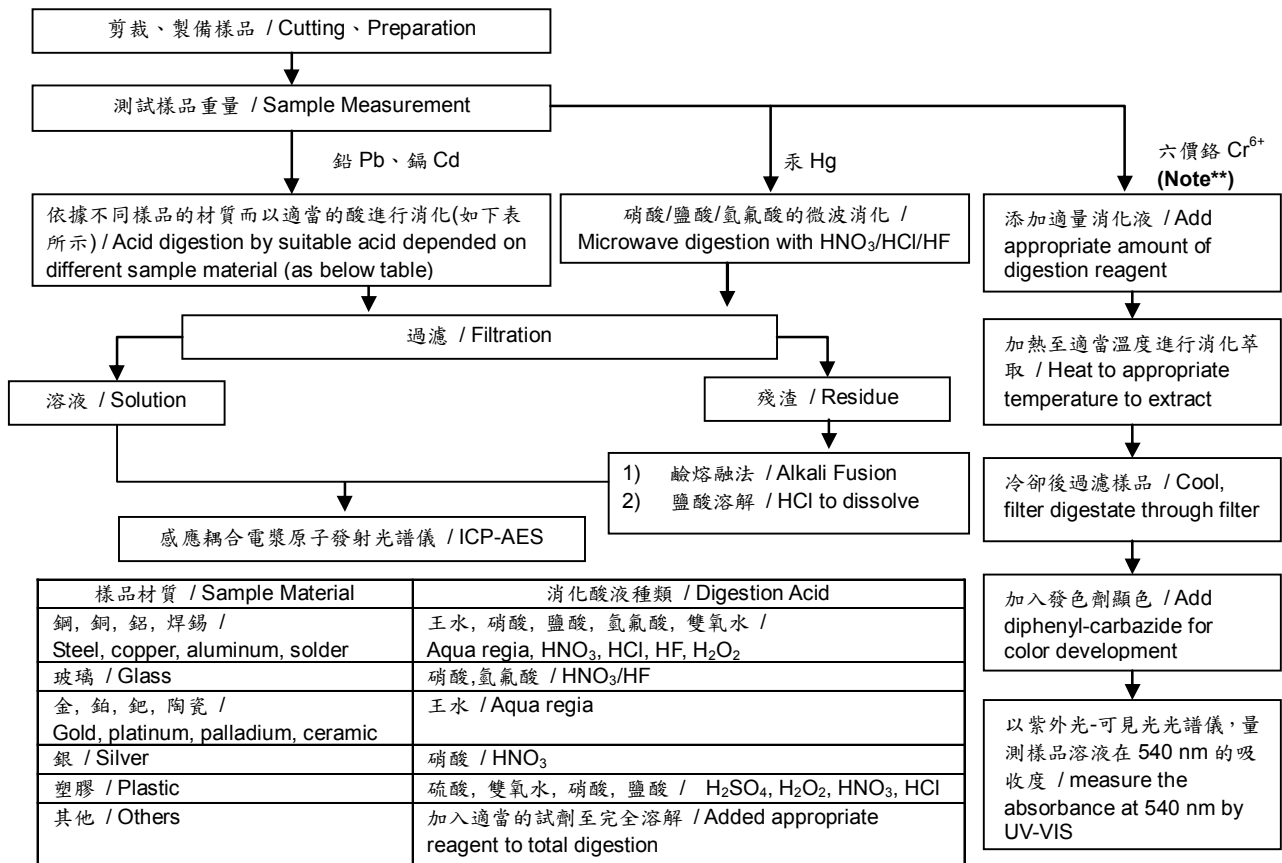 剪裁、製備樣品 / Cutting、Preparation
測試樣品重量 / Sample Measurement
鉛 Pb、鎘 Cd
汞 Hg
六價鉻 Cr6+
(Note**)
依據不同樣品的材質而以適當的酸進行消化(如下表
所示) / Acid digestion by suitable acid depended on
different sample material (as below table)
硝酸/鹽酸/氫氟酸的微波消化 /
Microwave digestion with HNO3/HCl/HF
添加適量消化液 / Add
appropriate amount of
digestion reagent
過濾 / Filtration
加熱至適當溫度進行消化萃
取 / Heat to appropriate
temperature to extract
溶液 / Solution
殘渣 / Residue
1) 鹼熔融法 / Alkali Fusion
2) 鹽酸溶解 / HCl to dissolve
冷卻後過濾樣品 / Cool,
filter digestate through filter
感應耦合電漿原子發射光譜儀 / ICP-AES
加入發色劑顯色 / Add
diphenyl-carbazide for
color development
以紫外光-可見光光譜儀,量
測樣品溶液在 540 nm 的吸
收度 / measure the
absorbance at 540 nm by
UV-VIS
樣品材質 / Sample Material
消化酸液種類 / Digestion Acid
鋼, 銅, 鋁, 焊錫 /
Steel, copper, aluminum, solder
王水, 硝酸, 鹽酸, 氫氟酸, 雙氧水 /
Aqua regia, HNO3, HCl, HF, H2O2
玻璃 / Glass
硝酸,氫氟酸 / HNO3/HF
金, 鉑, 鈀, 陶瓷 /
Gold, platinum, palladium, ceramic
王水 / Aqua regia
銀 / Silver
硝酸 / HNO3
塑膠 / Plastic
硫酸, 雙氧水, 硝酸, 鹽酸 / H2SO4, H2O2, HNO3, HCl
其他 / Others
加入適當的試劑至完全溶解 / Added appropriate
reagent to total digestion